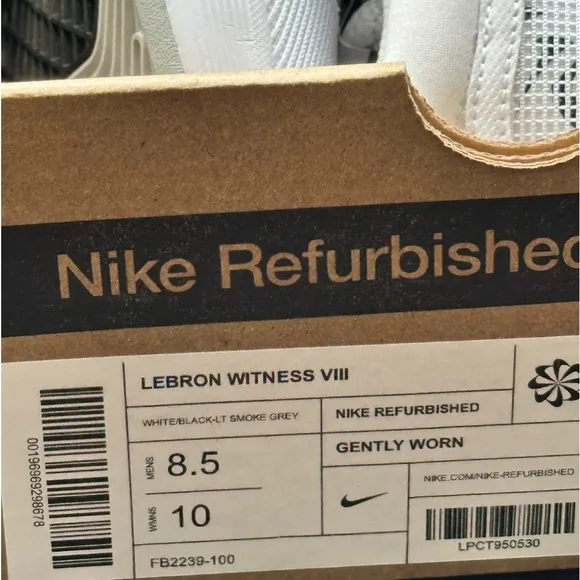 Nike Refurbished
LEBRON WITNESS VIII
WHITE/BLACK-LT SMOKE GREY
NIKE REFURBISHED
GENTLY WORN
MENS 8.5
WMNS 10
NIKE.COM/NIKE-REFURBISHED
FB2239-100
LPCT950530
00196969298678